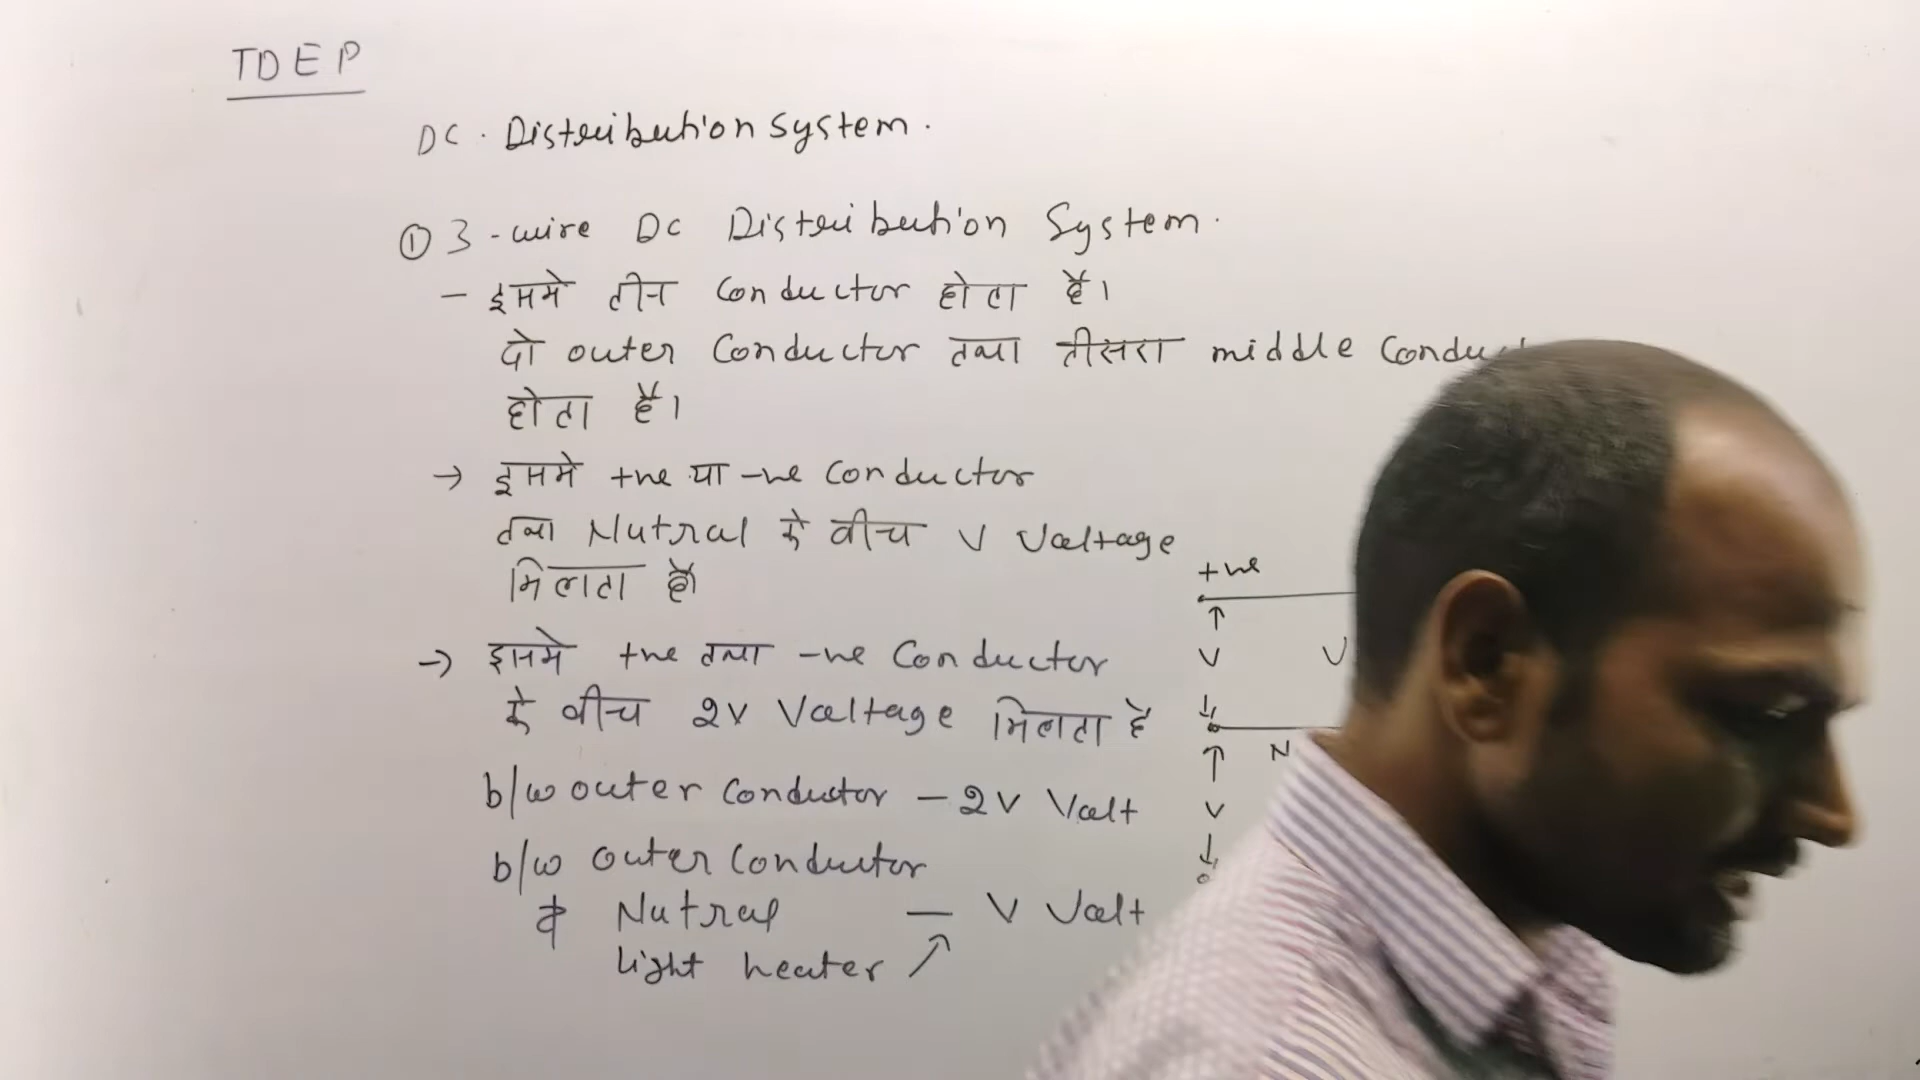 TDEP
DC. Distribution System.
① 3-wire DC Distribution System.
- इसमे तीन Conductor होता है।
दो outer Conductor तथा तीसरा middle
होता है।
→ इसमे +ve या -ve Conductor
तथा Nutral के बीच V Voltage
मिलता है
→ इसमे +ve तथा -ve Conductor
के बीच 2V Voltage मिलता है
b/w outer Conductor - 2V Volt
b/w outer Conductor
& Nutral — V Volt
light heater ↗
+ve
↑
V V
↓
N
↑
V
↓